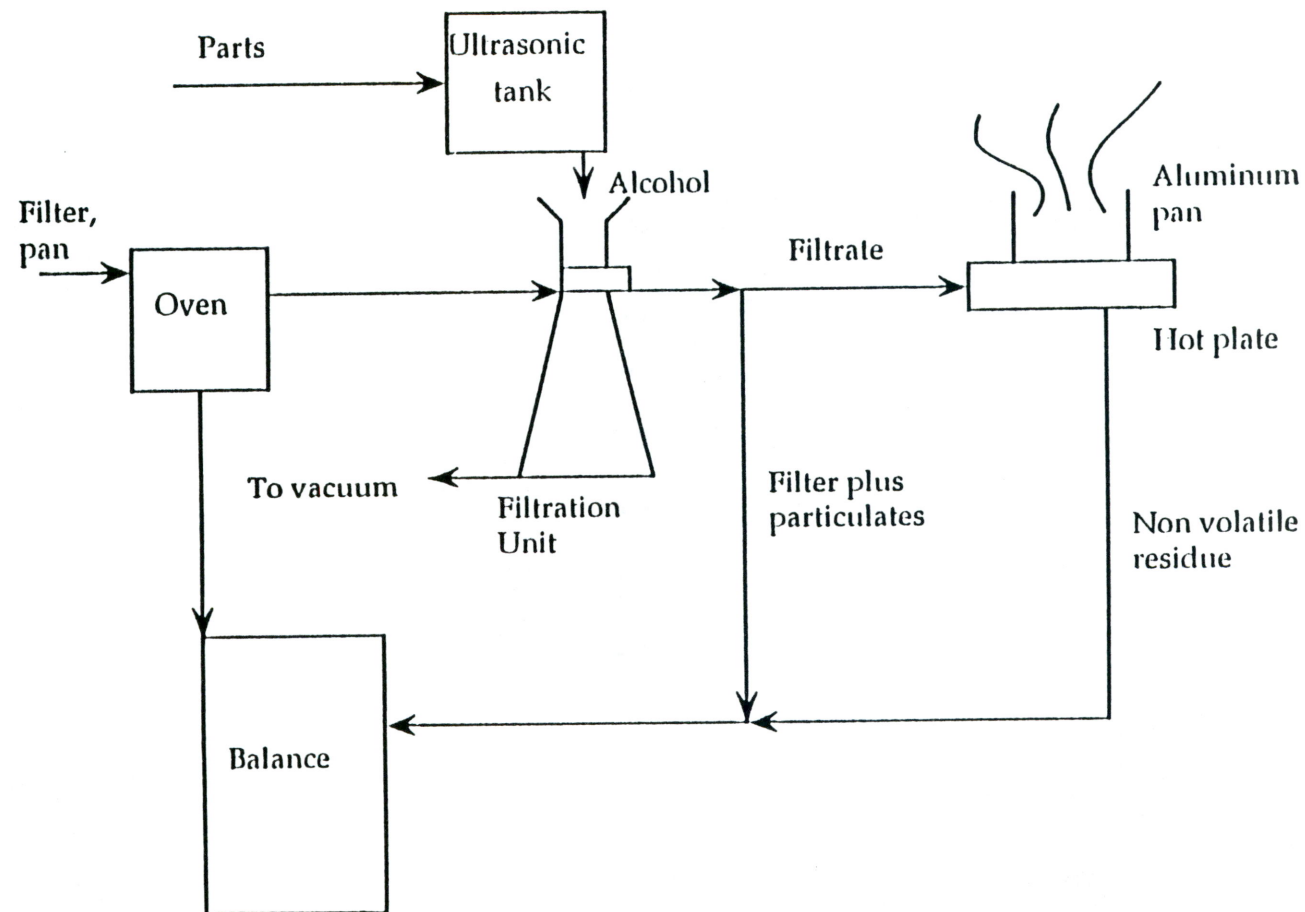 Parts
Ultrasonic
tank
Alcohol
Aluminum
pan
Filter,
pan
Filtrate
Oven
Hot plate
To vacuum
Filter plus
particulates
Filtration
Unit
Non volatile
residue
Balance